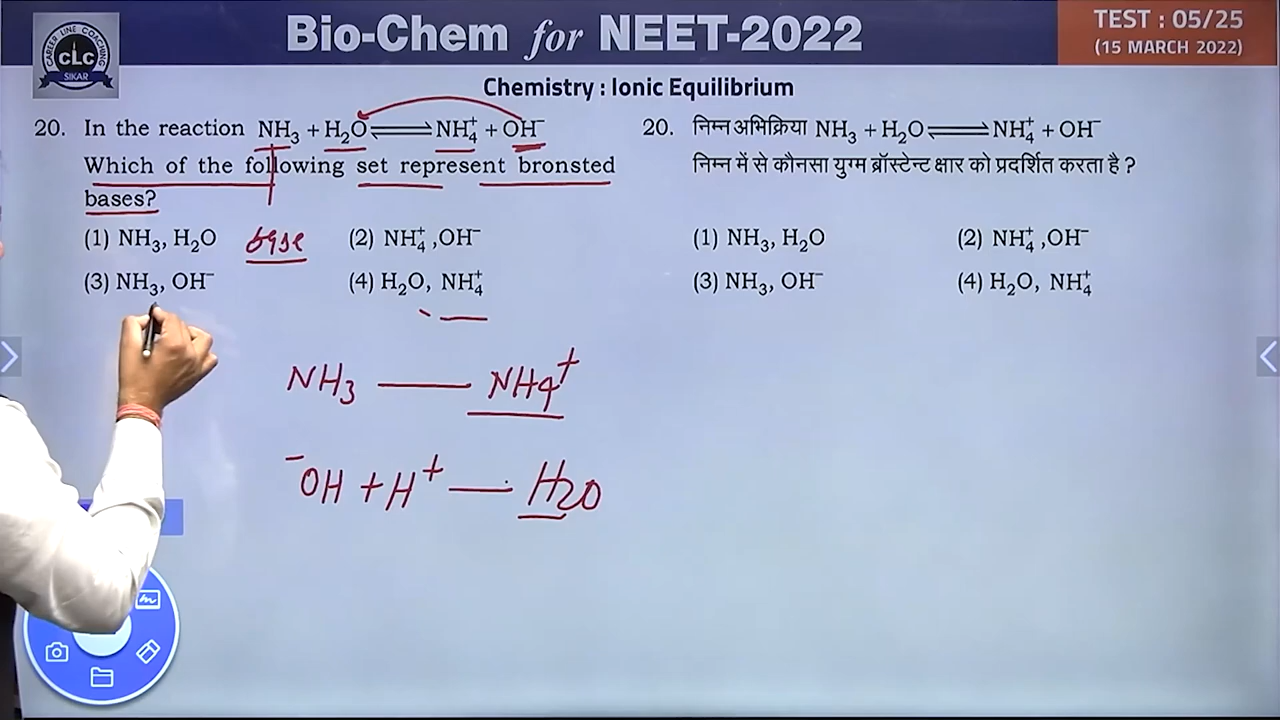 CAREER LINE COACHING
CLC
SIKAR
Bio-Chem for NEET-2022
TEST : 05/25
(15 MARCH 2022)
Chemistry : Ionic Equilibrium
20. In the reaction NH₃ + H₂O ⇌ NH₄⁺ + OH⁻
Which of the following set represent bronsted
bases?
(1) NH₃, H₂O (2) NH₄⁺ ,OH⁻
(3) NH₃, OH⁻ (4) H₂O, NH₄⁺
base
NH₃ — NH₄⁺
⁻OH + H⁺ — H₂O
20. निम्न अभिक्रिया NH₃ + H₂O ⇌ NH₄⁺ + OH⁻
निम्न में से कौनसा युग्म ब्रॉस्टेन्ट क्षार को प्रदर्शित करता है ?
(1) NH₃, H₂O (2) NH₄⁺ ,OH⁻
(3) NH₃, OH⁻ (4) H₂O, NH₄⁺